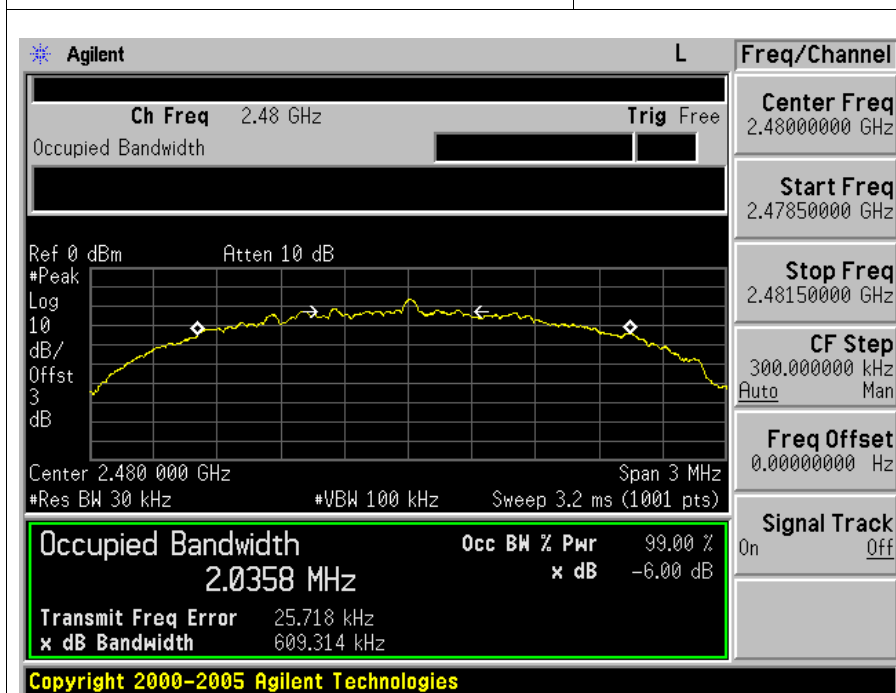 Agilent L Freq/Channel
Ch Freq 2.48 GHz Trig Free
Occupied Bandwidth
Center Freq
2.48000000 GHz
Start Freq
2.47850000 GHz
Stop Freq
2.48150000 GHz
CF Step
300.000000 kHz
Auto Man
Freq Offset
0.00000000 Hz
Signal Track
On Off
Ref 0 dBm Atten 10 dB
#Peak
Log
10
dB/
Offst
3
dB
Center 2.480 000 GHz Span 3 MHz
#Res BW 30 kHz #VBW 100 kHz Sweep 3.2 ms (1001 pts)
Occupied Bandwidth Occ BW % Pwr 99.00 %
2.0358 MHz x dB -6.00 dB
Transmit Freq Error 25.718 kHz
x dB Bandwidth 609.314 kHz
Copyright 2000-2005 Agilent Technologies